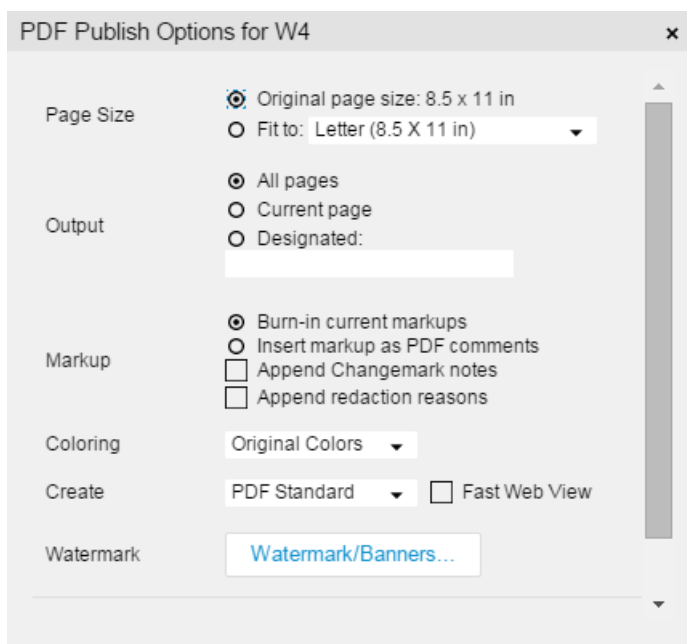 PDF Publish Options for W4
Page Size
Original page size: 8.5 x 11 in
Fit to: Letter (8.5 X 11 in)
Output
All pages
Current page
Designated:
Markup
Burn-in current markups
Insert markup as PDF comments
Append Changemark notes
Append redaction reasons
Coloring
Original Colors
Create
PDF Standard
Fast Web View
Watermark
Watermark/Banners...